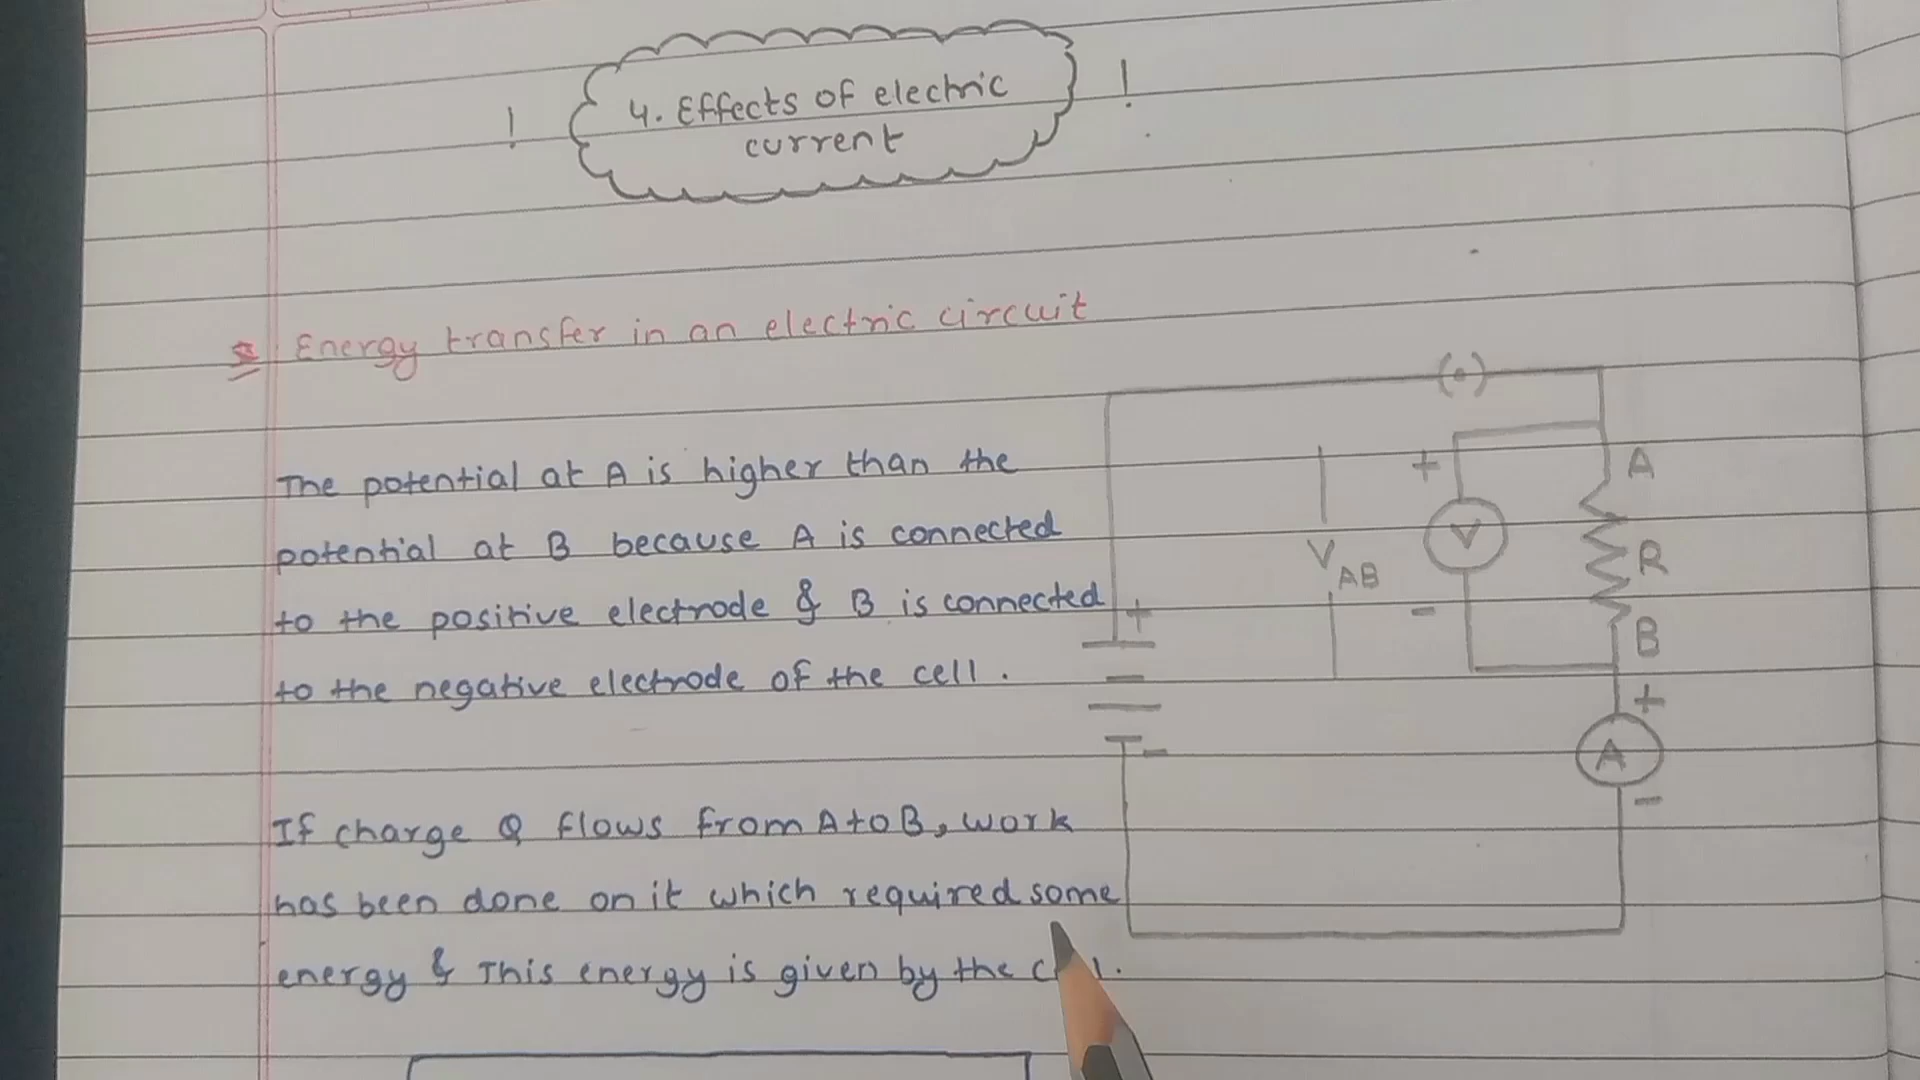 4. Effects of electric
current
Energy transfer in an electric circuit
The potential at A is higher than the
potential at B because A is connected
to the positive electrode & B is connected
to the negative electrode of the cell.
If charge Q flows from A to B, work
has been done on it which required some
energy & This energy is given by the
(•)
+
A
V
R
V AB
-
B
+
+
-
A
-